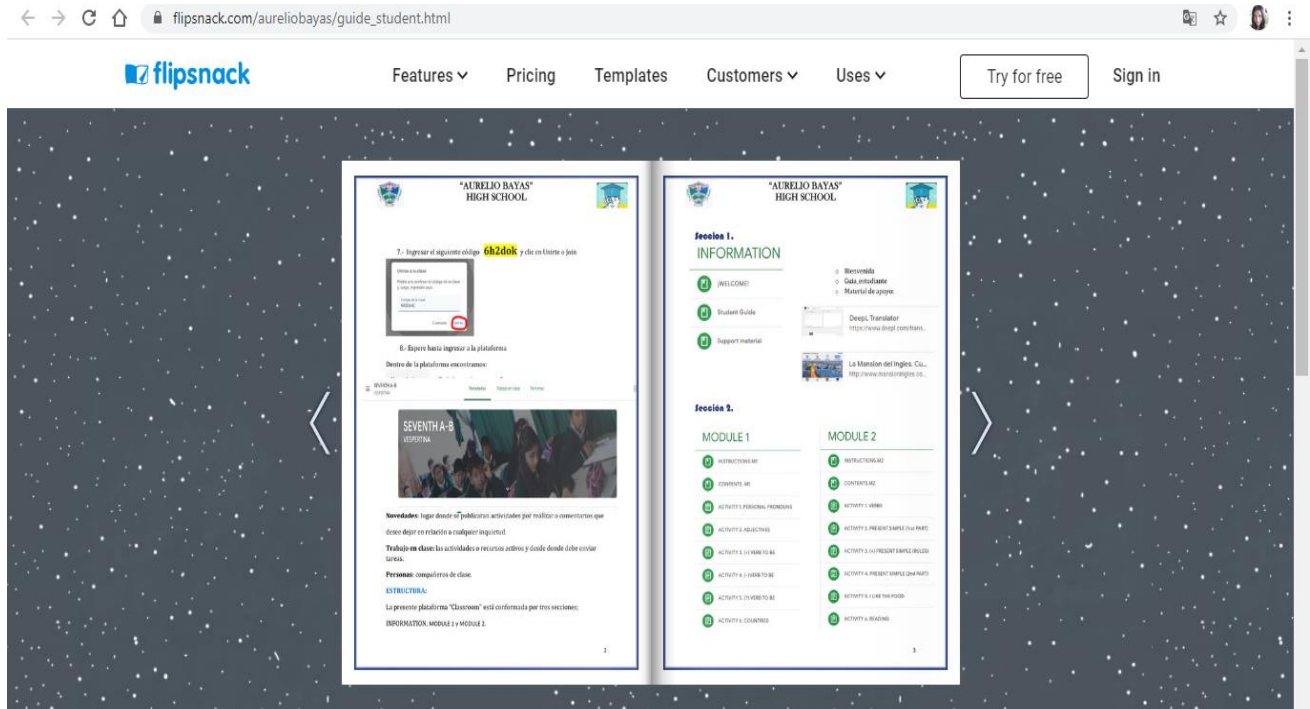 flipsnack.com/aureliobayas/guide_student.html
flipsnack
Features
Pricing
Templates
Customers
Uses
Try for free
Sign in
"AURELIO BAYAS"
HIGH SCHOOL
7.- Ingresar el siguiente código 6h2dok y clic en Unirte o Join
8.- Espere hasta ingresar a la plataforma
Dentro de la plataforma encontramos:
SEVENTH A-B
VESPERTINA
Novedades
Trabajo en clase
Personas
SEVENTH A-B
VESPERTINA
Novedades: lugar donde se publicaran actividades por realizar o comentarios que
desee dejar en relación a cualquier inquietud.
Trabajo en clase: las actividades o recursos activos y desde donde debe enviar
tareas.
Personas: compañeros de clase.
ESTRUCTURA:
La presente plataforma "Classroom" está conformada por tres secciones;
INFORMATION, MODULE 1 y MODULE 2.
2
"AURELIO BAYAS"
HIGH SCHOOL
Sección 1.
INFORMATION
¡WELCOME!
Student Guide
Support material
Bienvenida
Guía_estudiante
Material de apoyo:
DeepL Translator
https://www.deepl.com/trans...
La Mansion del Ingles. Cu...
http://www.mansioningles.co...
Sección 2.
MODULE 1
INSTRUCTIONS.M1
CONTENTS. M1
ACTIVITY 1. PERSONAL PRONOUNS
ACTIVITY 2. ADJECTIVES
ACTIVITY 3. (+) VERB TO BE
ACTIVITY 4. (-) VERB TO BE
ACTIVITY 5. (?) VERB TO BE
ACTIVITY 6. COUNTRIES
MODULE 2
INSTRUCTIONS.M2
CONTENTS.M2
ACTIVITY 1. VERBS
ACTIVITY 2. PRESENT SIMPLE (1st PART)
ACTIVITY 3. (+) PRESENT SIMPLE (RULES)
ACTIVITY 4. PRESENT SIMPLE (2nd PART)
ACTIVITY 5. I LIKE THE FOOD
ACTIVITY 6. READING
3